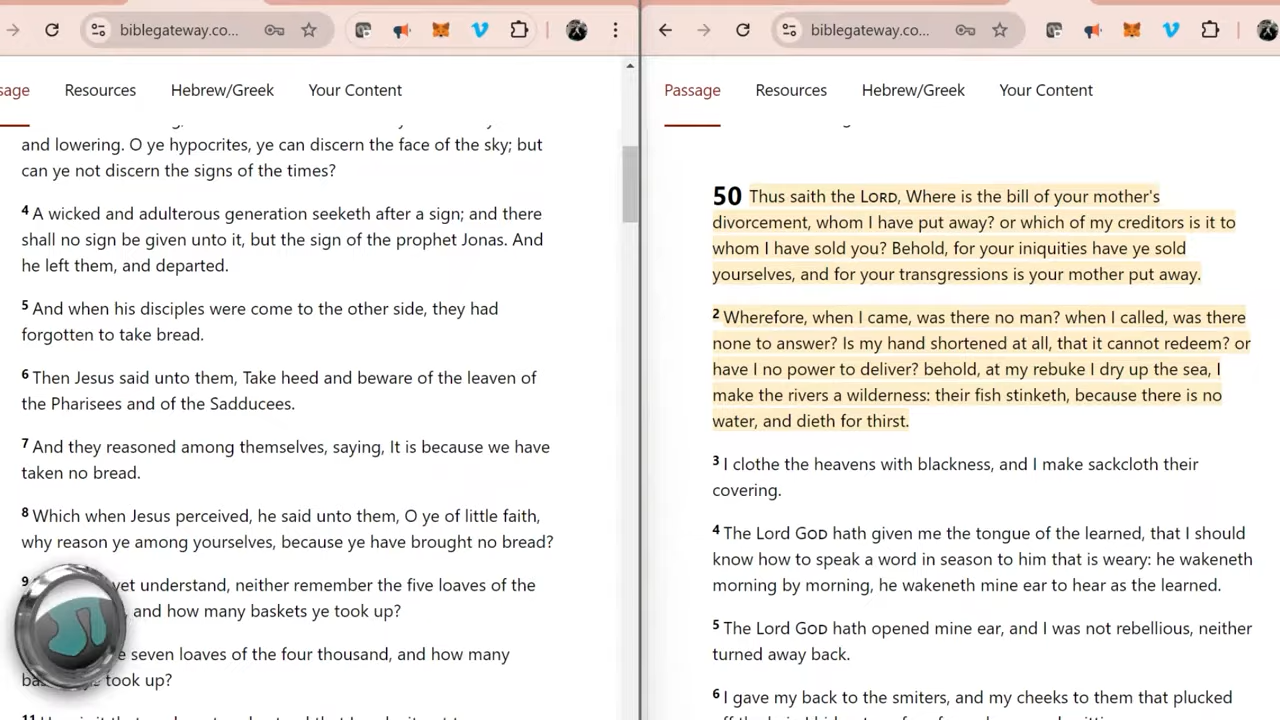 biblegateway.co...
sage Resources Hebrew/Greek Your Content
and lowering. O ye hypocrites, ye can discern the face of the sky; but
can ye not discern the signs of the times?
4 A wicked and adulterous generation seeketh after a sign; and there
shall no sign be given unto it, but the sign of the prophet Jonas. And
he left them, and departed.
5 And when his disciples were come to the other side, they had
forgotten to take bread.
6 Then Jesus said unto them, Take heed and beware of the leaven of
the Pharisees and of the Sadducees.
7 And they reasoned among themselves, saying, It is because we have
taken no bread.
8 Which when Jesus perceived, he said unto them, O ye of little faith,
why reason ye among yourselves, because ye have brought no bread?
9 yet understand, neither remember the five loaves of the
, and how many baskets ye took up?
seven loaves of the four thousand, and how many
ye took up?
11
biblegateway.co...
Passage Resources Hebrew/Greek Your Content
50 Thus saith the LORD, Where is the bill of your mother's
divorcement, whom I have put away? or which of my creditors is it to
whom I have sold you? Behold, for your iniquities have ye sold
yourselves, and for your transgressions is your mother put away.
2 Wherefore, when I came, was there no man? when I called, was there
none to answer? Is my hand shortened at all, that it cannot redeem? or
have I no power to deliver? behold, at my rebuke I dry up the sea, I
make the rivers a wilderness: their fish stinketh, because there is no
water, and dieth for thirst.
3 I clothe the heavens with blackness, and I make sackcloth their
covering.
4 The Lord GOD hath given me the tongue of the learned, that I should
know how to speak a word in season to him that is weary: he wakeneth
morning by morning, he wakeneth mine ear to hear as the learned.
5 The Lord GOD hath opened mine ear, and I was not rebellious, neither
turned away back.
6 I gave my back to the smiters, and my cheeks to them that plucked